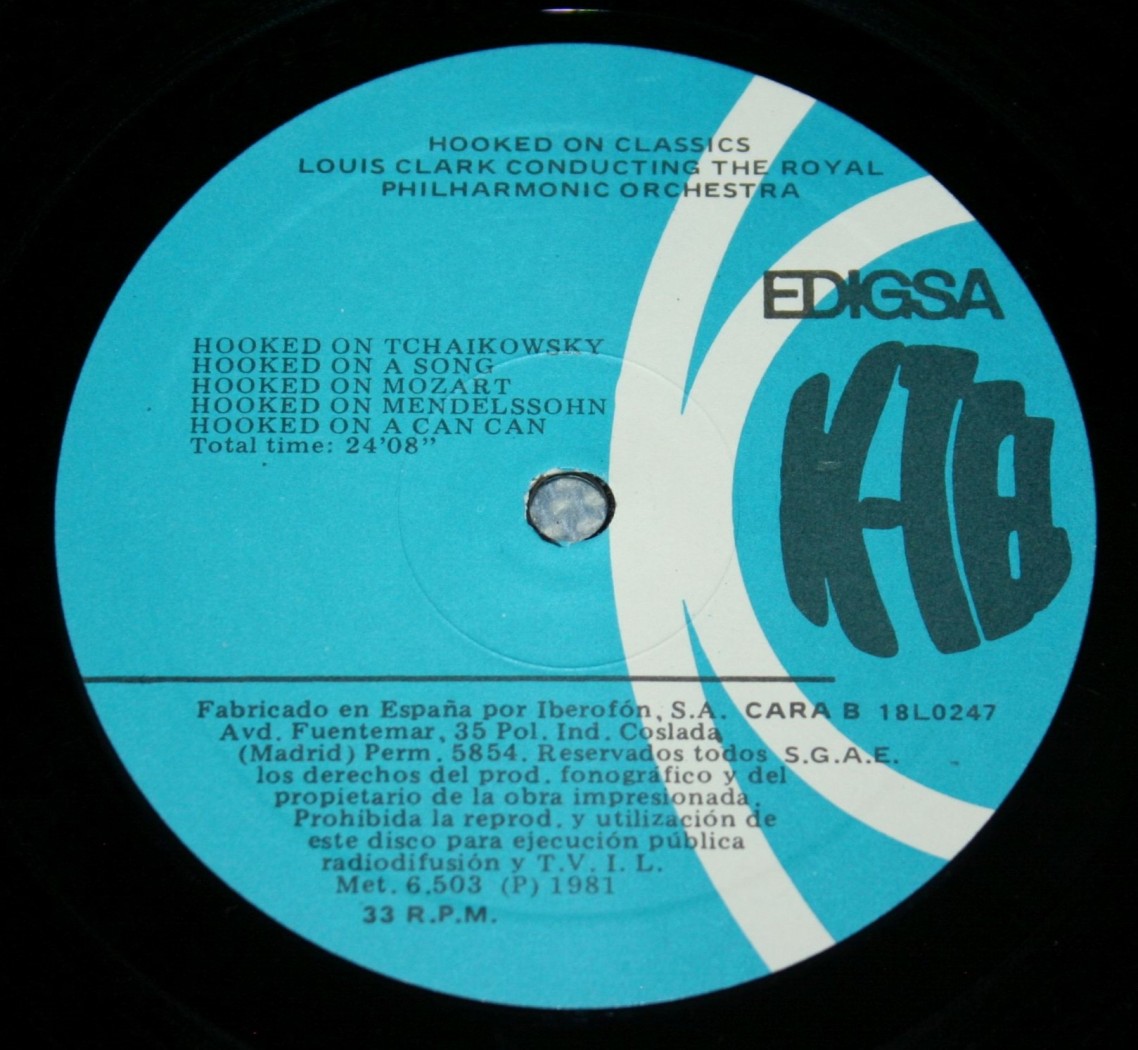 HOOKED ON CLASSICS
LOUIS CLARK CONDUCTING THE ROYAL
PHILHARMONIC ORCHESTRA
EDIGSA
KTB
HOOKED ON TCHAIKOWSKY
HOOKED ON A SONG
HOOKED ON MOZART
HOOKED ON MENDELSSOHN
HOOKED ON A CAN CAN
Total time: 24'08"
Fabricado en España por Iberofón, S.A. CARA B 18L0247
Avd. Fuentemar, 35 Pol. Ind. Coslada
(Madrid) Perm. 5854. Reservados todos S.G.A.E.
los derechos del prod. fonográfico y del
propietario de la obra impresionada.
Prohibida la reprod. y utilización de
este disco para ejecución pública
radiodifusión y T.V. I.L.
Met. 6.503 (P) 1981
33 R.P.M.